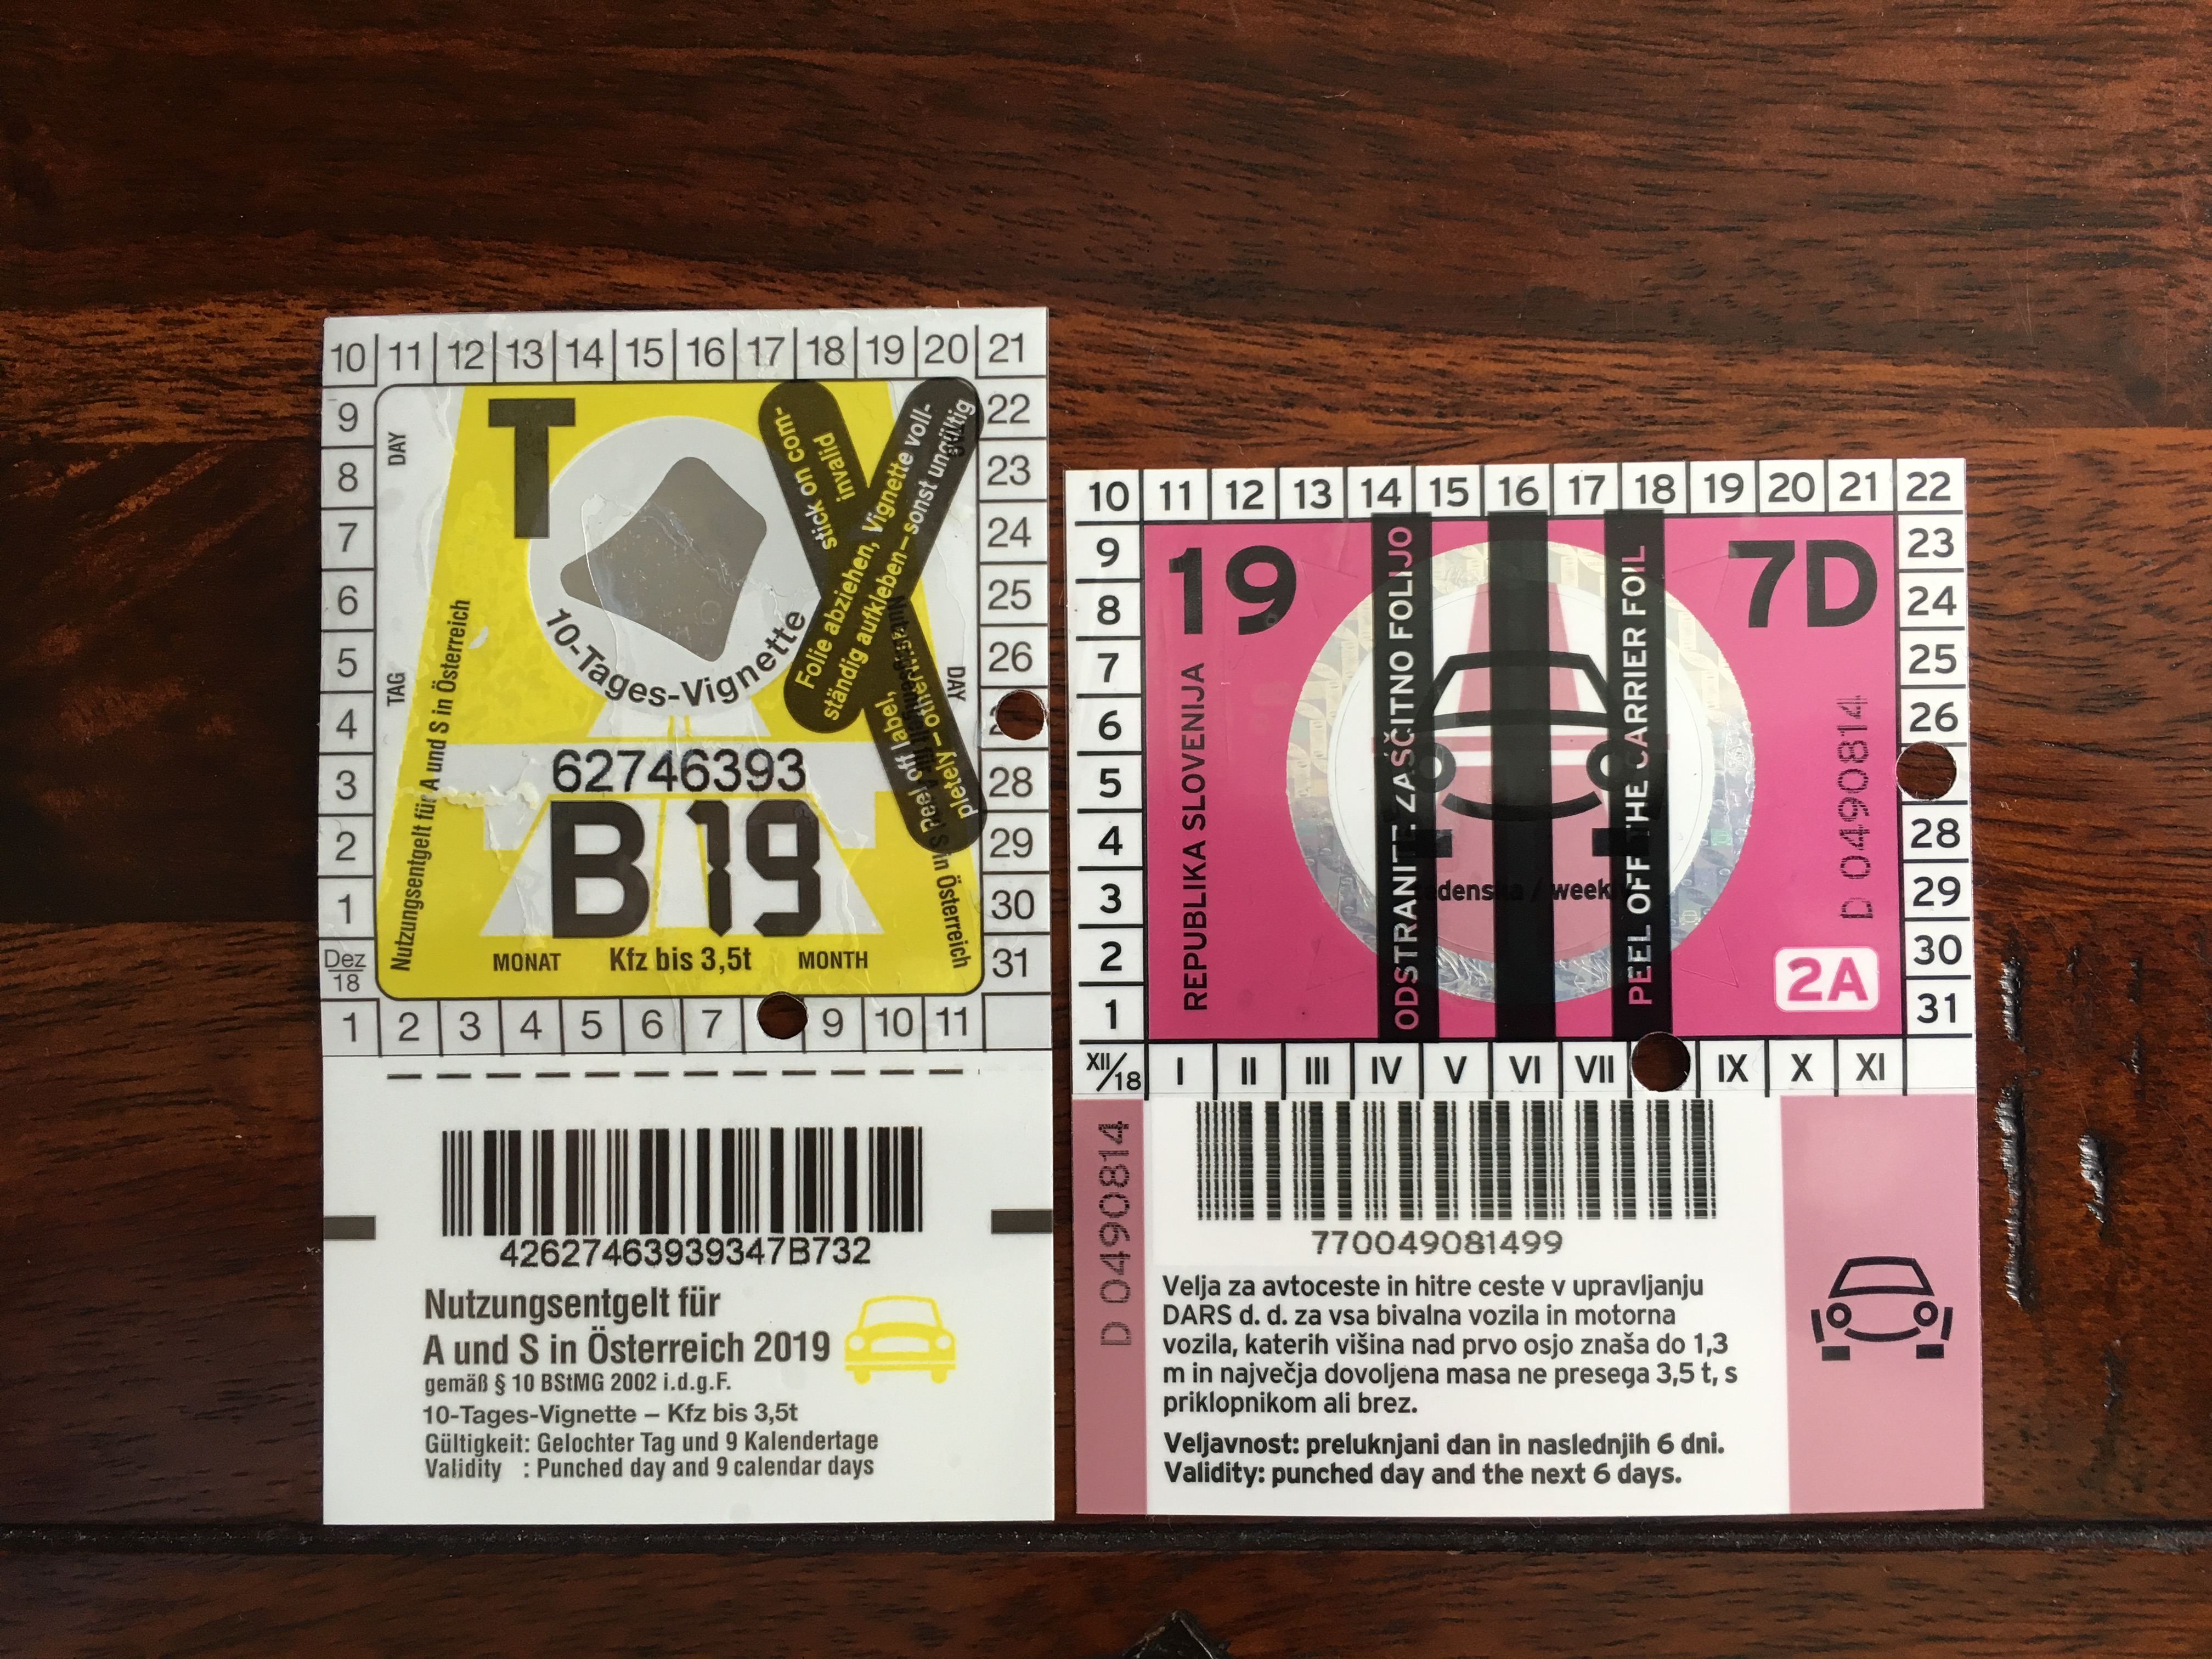 10 11 12 13 14 15 16 17 18 19 20 21
9
8
7
6
5
4
3
2
1
Dez
18
22
23
24
25
26
28
29
30
31
1 2 3 4 5 6 7 9 10 11
DAY
TAG
T
10-Tages-Vignette
Nutzungsentgelt für A und S in Österreich
stick on com-
invalid
Folie abziehen, Vignette voll-
ständig aufkleben – sonst ungültig
Peel off label,
pletely – otherwise
DAY
S in Österreich
62746393
B 19
MONAT Kfz bis 3,5t MONTH
42627463939347B732
Nutzungsentgelt für
A und S in Österreich 2019
gemäß § 10 BStMG 2002 i.d.g.F.
10-Tages-Vignette – Kfz bis 3,5t
Gültigkeit: Gelochter Tag und 9 Kalendertage
Validity : Punched day and 9 calendar days
10 11 12 13 14 15 16 17 18 19 20 21 22
9
8
7
6
5
4
3
2
1
23
24
25
26
28
29
30
31
XII/18 I II III IV V VI VII IX X XI
19
7D
REPUBLIKA SLOVENIJA
ODSTRANITE ZAŠČITNO FOLIJO
PEEL OFF THE CARRIER FOIL
D 0490814
2A
D 0490814
770049081499
Velja za avtoceste in hitre ceste v upravljanju
DARS d. d. za vsa bivalna vozila in motorna
vozila, katerih višina nad prvo osjo znaša do 1,3
m in največja dovoljena masa ne presega 3,5 t, s
priklopnikom ali brez.
Veljavnost: preluknjani dan in naslednjih 6 dni.
Validity: punched day and the next 6 days.